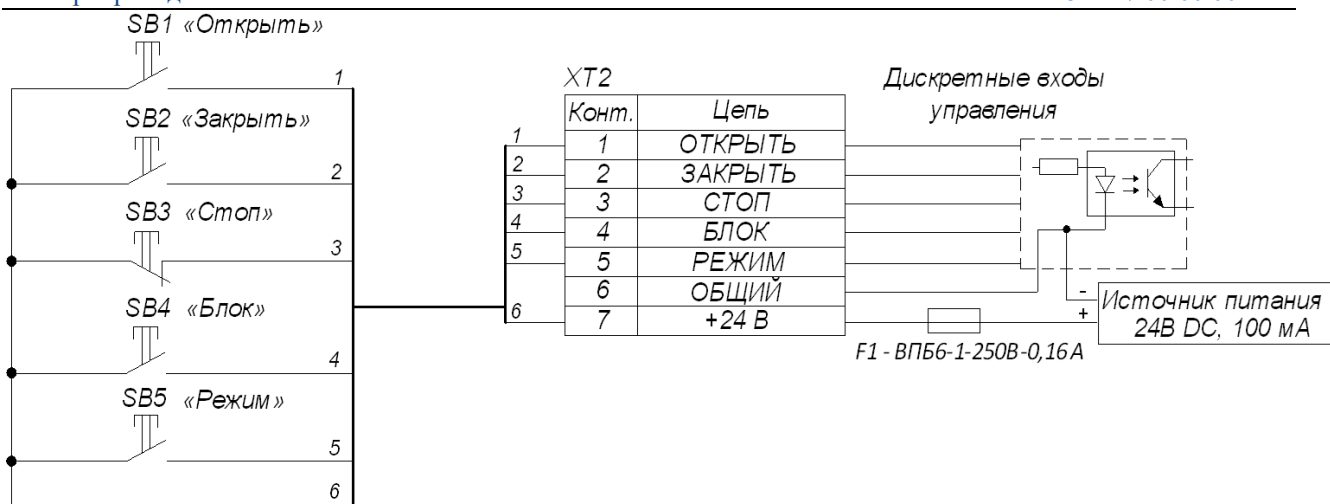 SB1 «Открыть»
1
SB2 «Закрыть»
2
SB3 «Стоп»
3
SB4 «Блок»
4
SB5 «Режим»
5
6
XT2
Конт. Цепь
1 1 ОТКРЫТЬ
2 2 ЗАКРЫТЬ
3 3 СТОП
4 4 БЛОК
5 5 РЕЖИМ
6 ОБЩИЙ
6 7 +24 В
F1 - ВПБ6-1-250В-0,16А
Дискретные входы
управления
-
+
Источник питания
24В DC, 100 мА